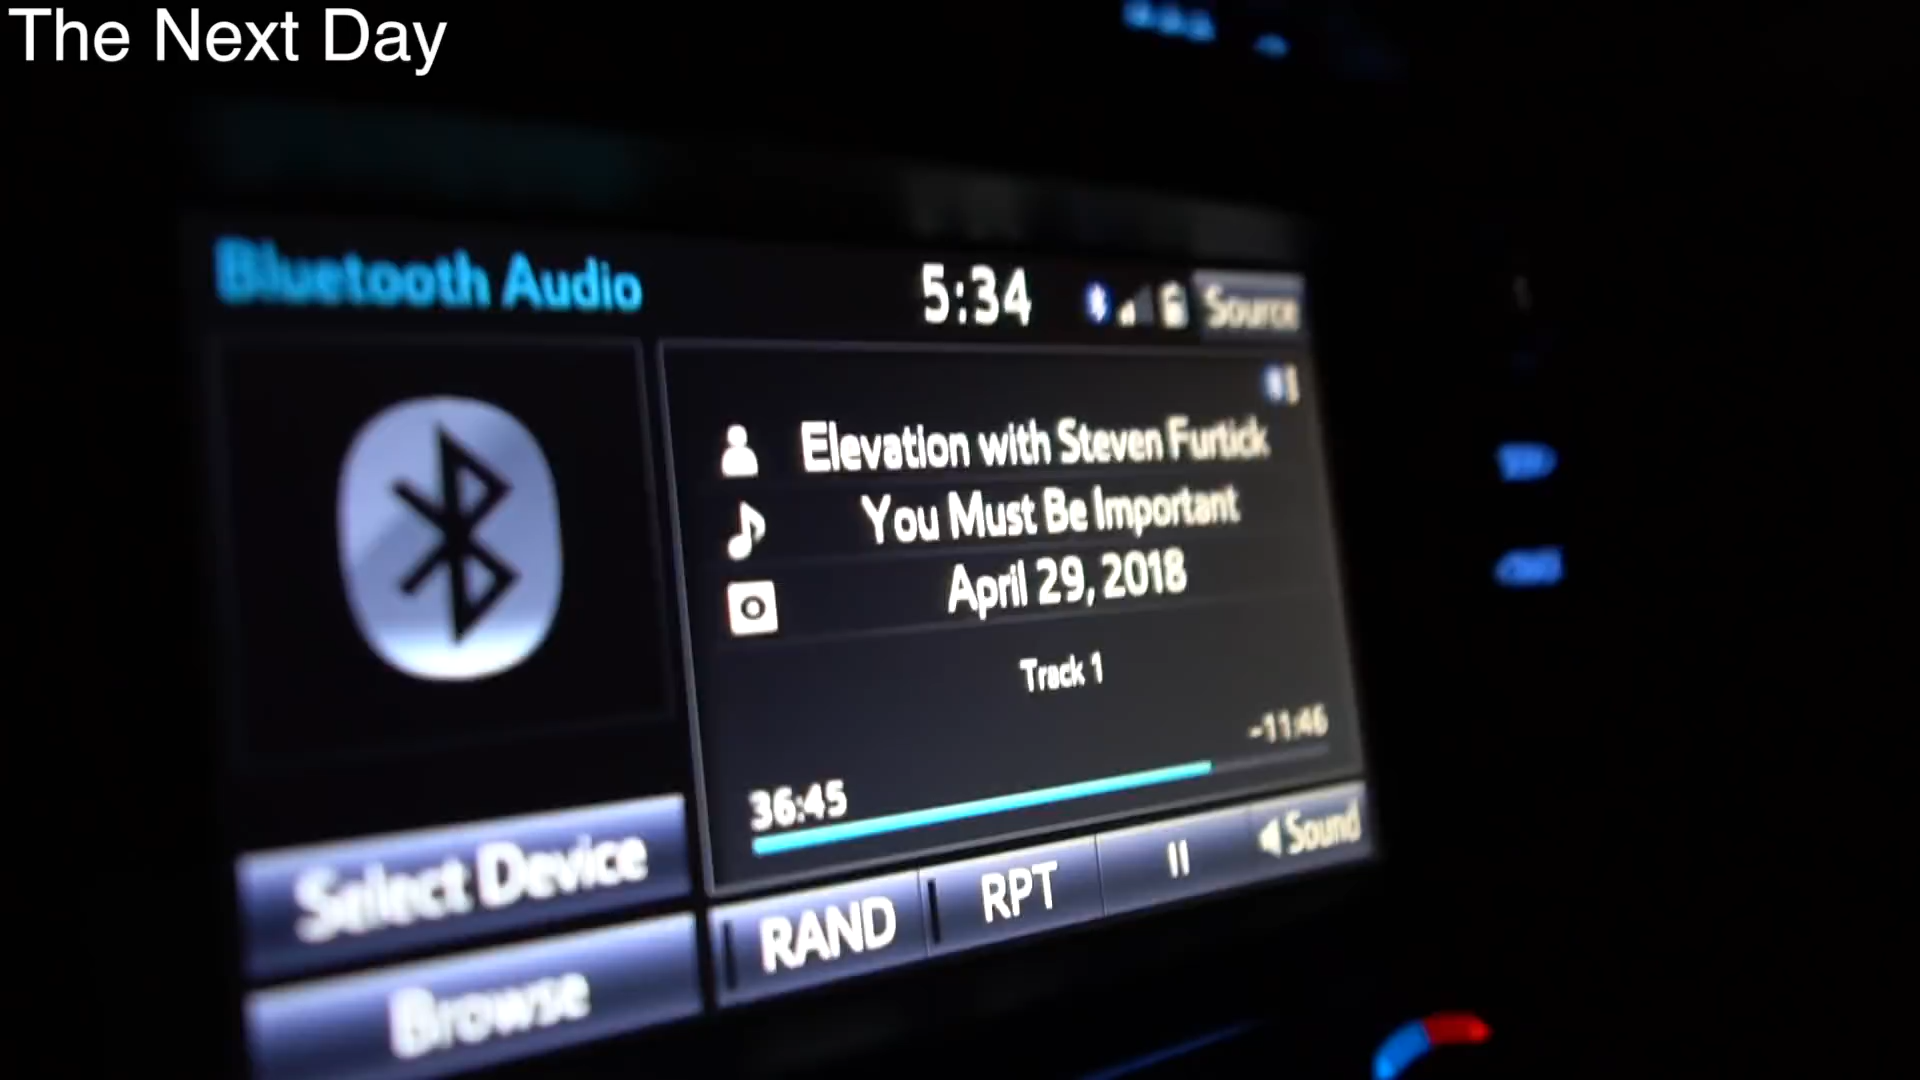 The Next Day
Bluetooth Audio
5:34
Source
Elevation with Steven Furtick
You Must Be Important
April 29, 2018
Track 1
-11:46
36:45
Sound
Select Device
RAND
RPT
Browse